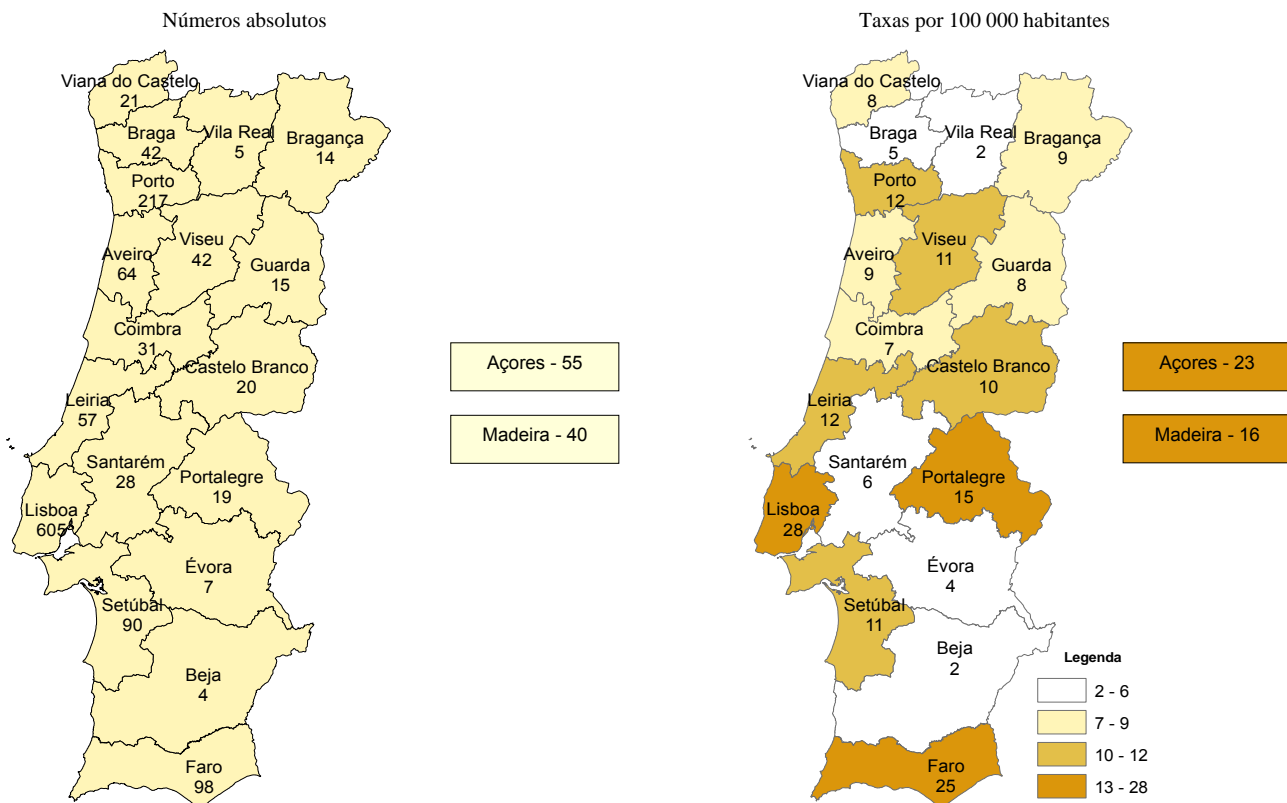 Números absolutos
Viana do Castelo
21
Braga
42
Vila Real
5
Bragança
14
Porto
217
Aveiro
64
Viseu
42
Guarda
15
Coimbra
31
Castelo Branco
20
Leiria
57
Santarém
28
Portalegre
19
Lisboa
605
Évora
7
Setúbal
90
Beja
4
Faro
98
Açores - 55
Madeira - 40
Taxas por 100 000 habitantes
Viana do Castelo
8
Braga
5
Vila Real
2
Bragança
9
Porto
12
Aveiro
9
Viseu
11
Guarda
8
Coimbra
7
Castelo Branco
10
Leiria
12
Santarém
6
Portalegre
15
Lisboa
28
Évora
4
Setúbal
11
Beja
2
Faro
25
Açores - 23
Madeira - 16
Legenda
2 - 6
7 - 9
10 - 12
13 - 28